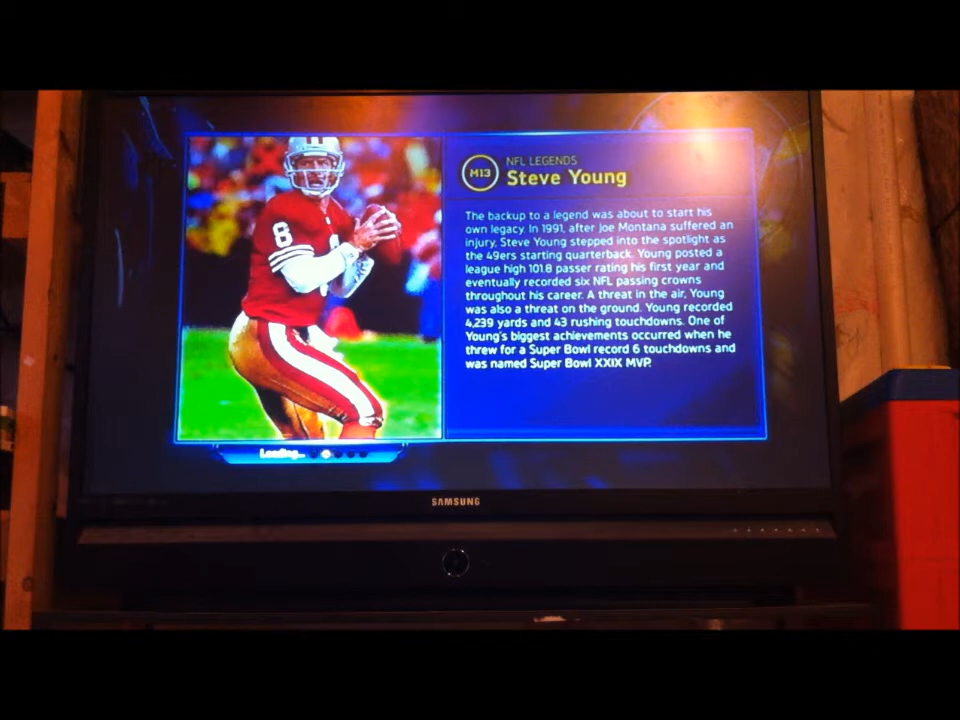 NFL LEGENDS
M13
Steve Young
The backup to a legend was about to start his
own legacy. In 1991, after Joe Montana suffered an
injury, Steve Young stepped into the spotlight as
the 49ers starting quarterback. Young posted a
league high 101.8 passer rating his first year and
eventually recorded six NFL passing crowns
throughout his career. A threat in the air, Young
was also a threat on the ground. Young recorded
4,239 yards and 43 rushing touchdowns. One of
Young's biggest achievements occurred when he
threw for a Super Bowl record 6 touchdowns and
was named Super Bowl XXIX MVP.
8
Loading...
SAMSUNG